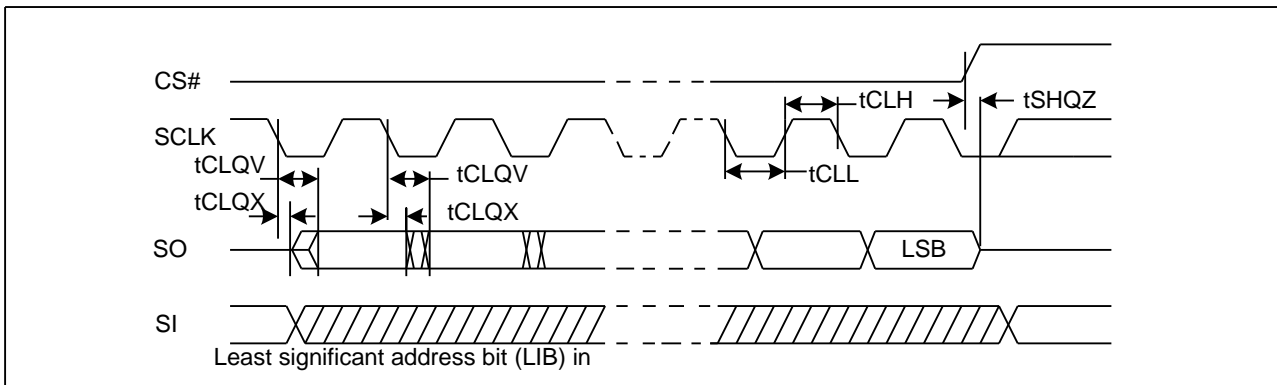 CS#
tCLH
tSHQZ
SCLK
tCLQV
tCLQV
tCLL
tCLQX
tCLQX
SO
LSB
SI
Least significant address bit (LIB) in